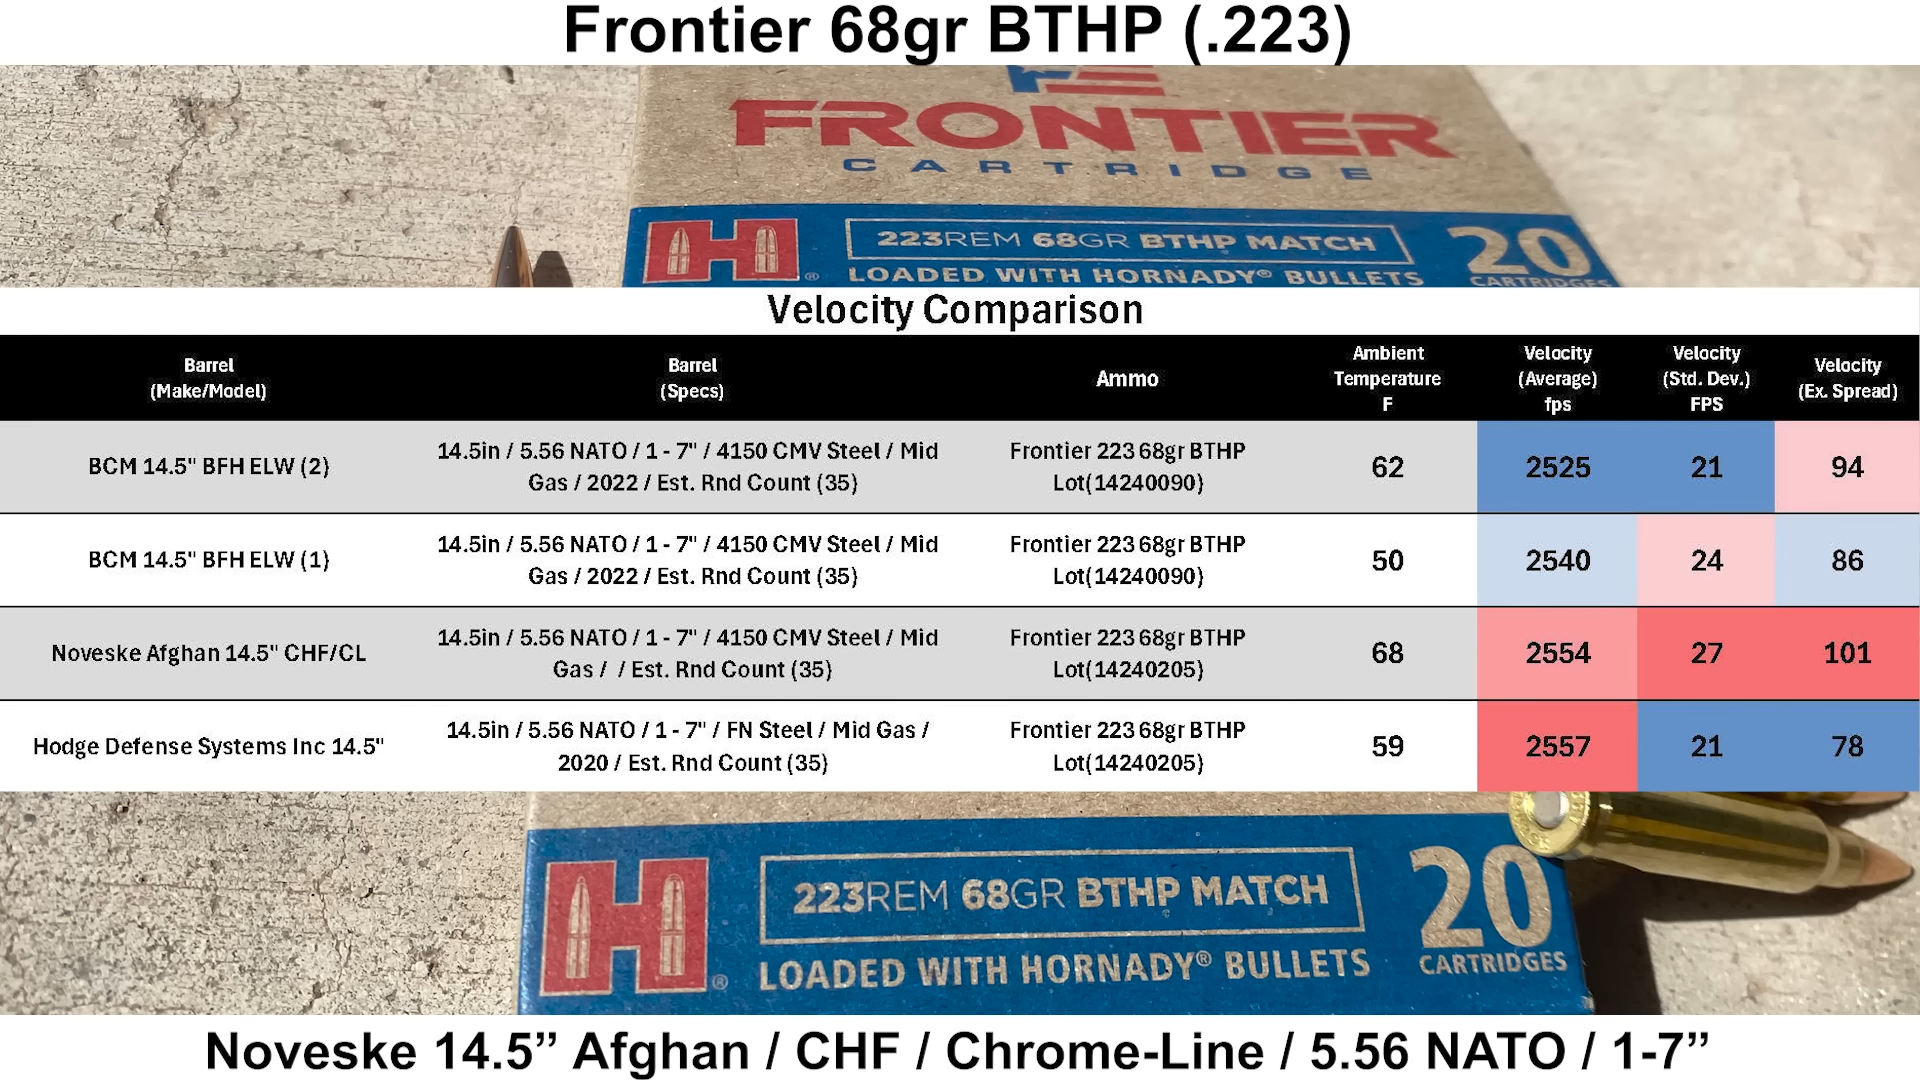 Frontier 68gr BTHP (.223)
FRONTIER
CARTRIDGE
H ® 223REM 68GR BTHP MATCH 20
LOADED WITH HORNADY® BULLETS CARTRIDGES
Velocity Comparison
Barrel (Make/Model) Barrel (Specs) Ammo Ambient Temperature F Velocity (Average) fps Velocity (Std. Dev.) FPS Velocity (Ex. Spread)
BCM 14.5" BFH ELW (2) 14.5in / 5.56 NATO / 1 - 7" / 4150 CMV Steel / Mid Gas / 2022 / Est. Rnd Count (35) Frontier 223 68gr BTHP Lot(14240090) 62 2525 21 94
BCM 14.5" BFH ELW (1) 14.5in / 5.56 NATO / 1 - 7" / 4150 CMV Steel / Mid Gas / 2022 / Est. Rnd Count (35) Frontier 223 68gr BTHP Lot(14240090) 50 2540 24 86
Noveske Afghan 14.5" CHF/CL 14.5in / 5.56 NATO / 1 - 7" / 4150 CMV Steel / Mid Gas / / Est. Rnd Count (35) Frontier 223 68gr BTHP Lot(14240205) 68 2554 27 101
Hodge Defense Systems Inc 14.5" 14.5in / 5.56 NATO / 1 - 7" / FN Steel / Mid Gas / 2020 / Est. Rnd Count (35) Frontier 223 68gr BTHP Lot(14240205) 59 2557 21 78
H ® 223REM 68GR BTHP MATCH 20
LOADED WITH HORNADY® BULLETS CARTRIDGES
Noveske 14.5” Afghan / CHF / Chrome-Line / 5.56 NATO / 1-7”